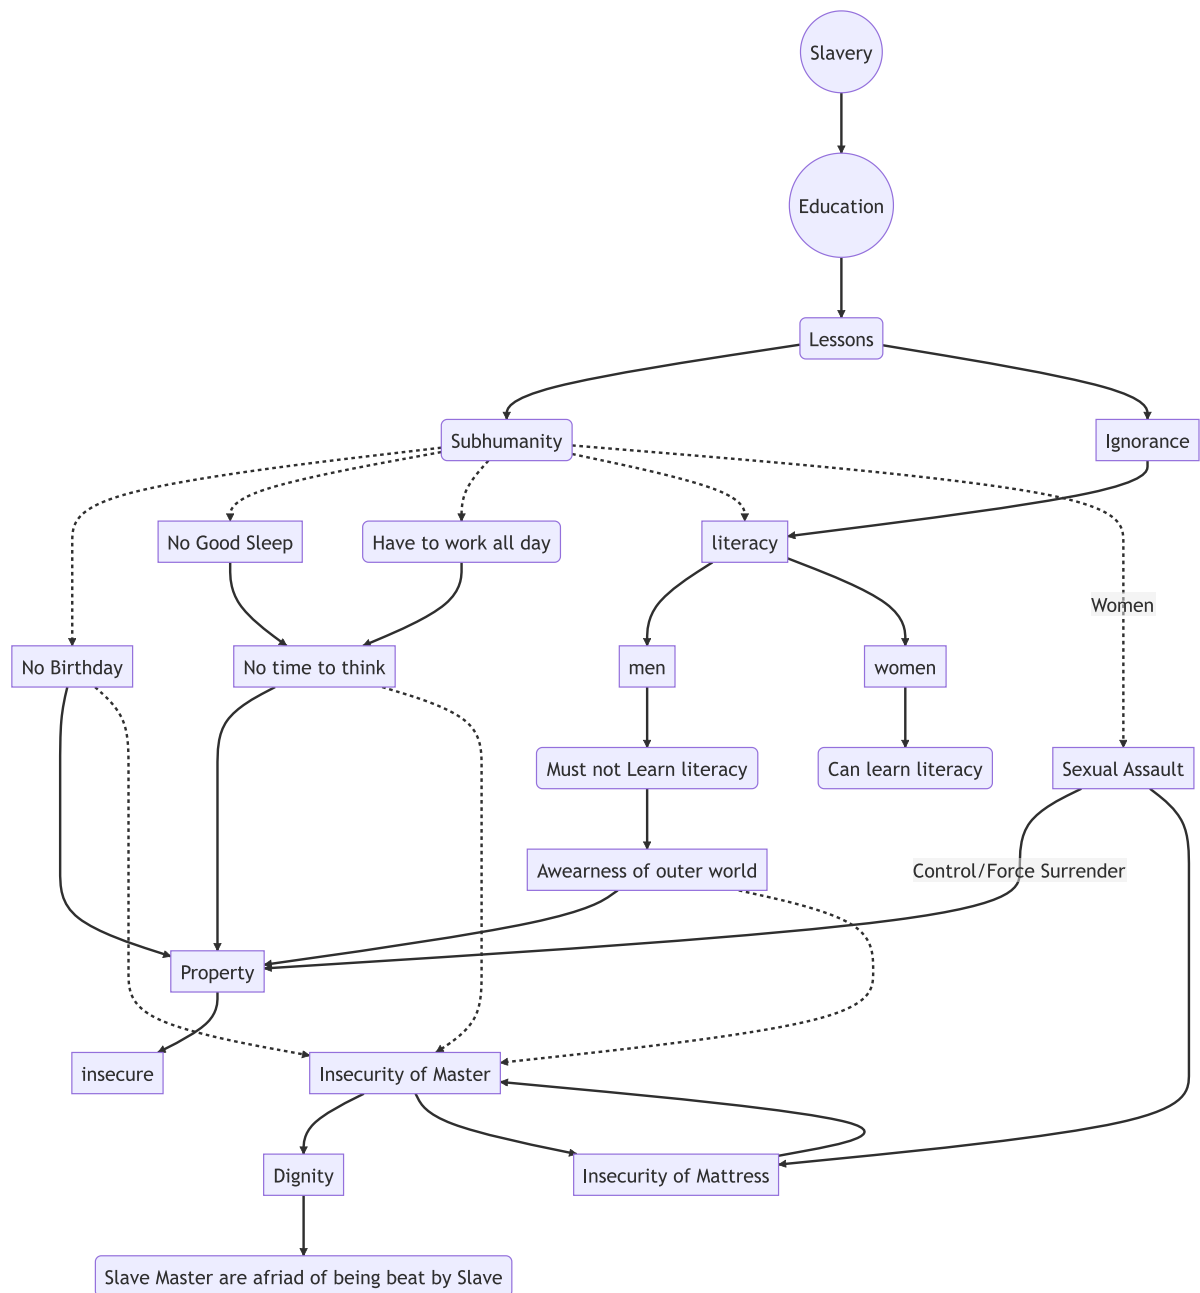 Slavery
Education
Lessons
Subhumanity
Ignorance
No Good Sleep
Have to work all day
literacy
Women
No Birthday
No time to think
men
women
Must not Learn literacy
Can learn literacy
Sexual Assault
Awearness of outer world
Control/Force Surrender
Property
insecure
Insecurity of Master
Dignity
Insecurity of Mattress
Slave Master are afriad of being beat by Slave